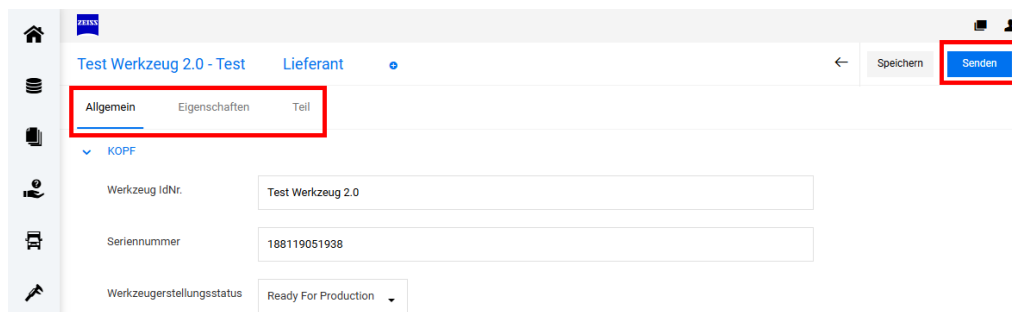 ZEISS
Test Werkzeug 2.0 - Test Lieferant
Speichern Senden
Allgemein Eigenschaften Teil
KOPF
Werkzeug IdNr. Test Werkzeug 2.0
Seriennummer 188119051938
Werkzeugerstellungsstatus Ready For Production